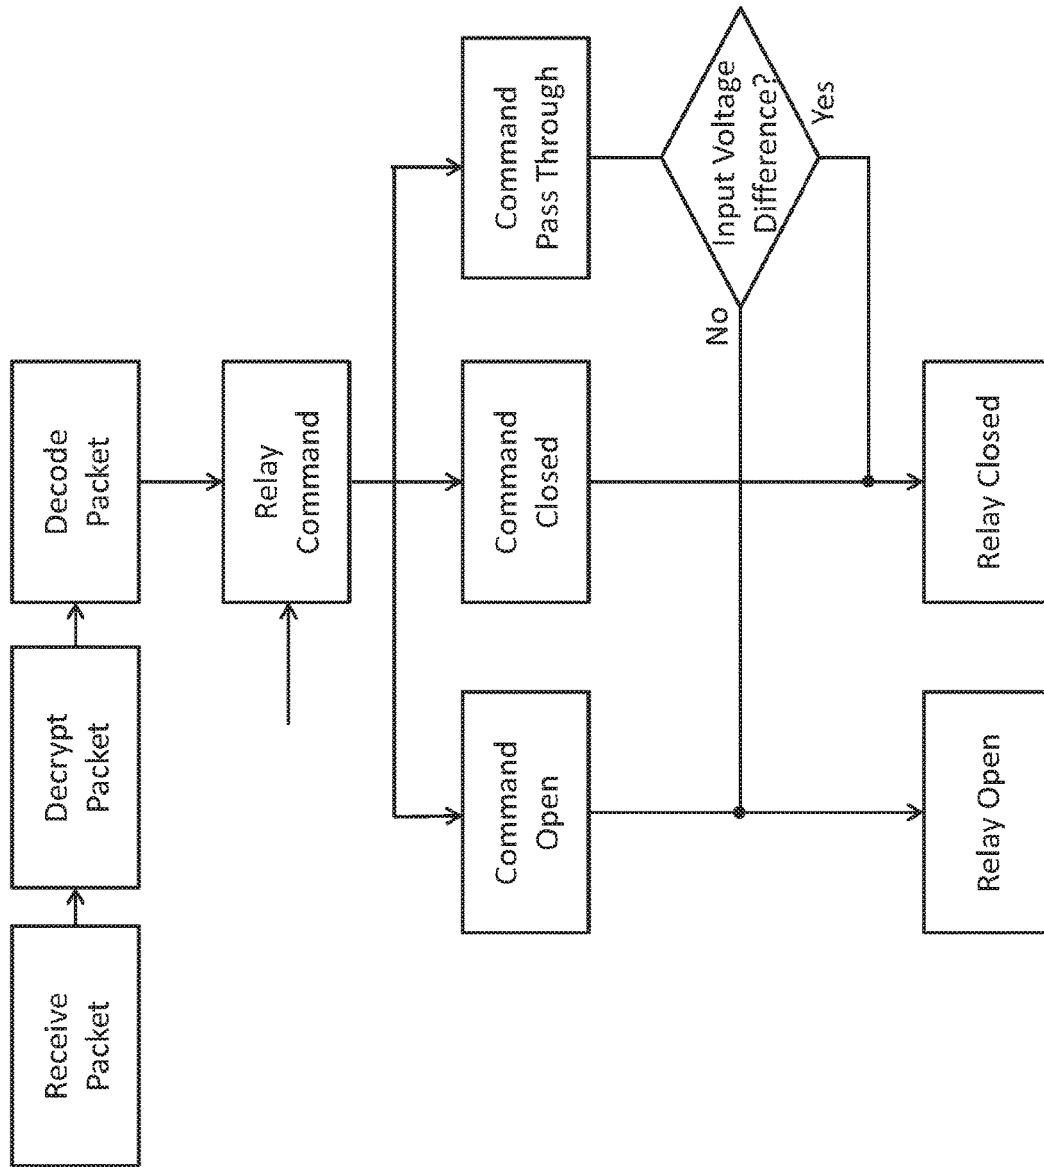 Receive
Packet
Decrypt
Packet
Decode
Packet
Relay
Command
Command
Open
Command
Closed
Command
Pass Through
Input Voltage
Difference?
No
Yes
Relay Open
Relay Closed